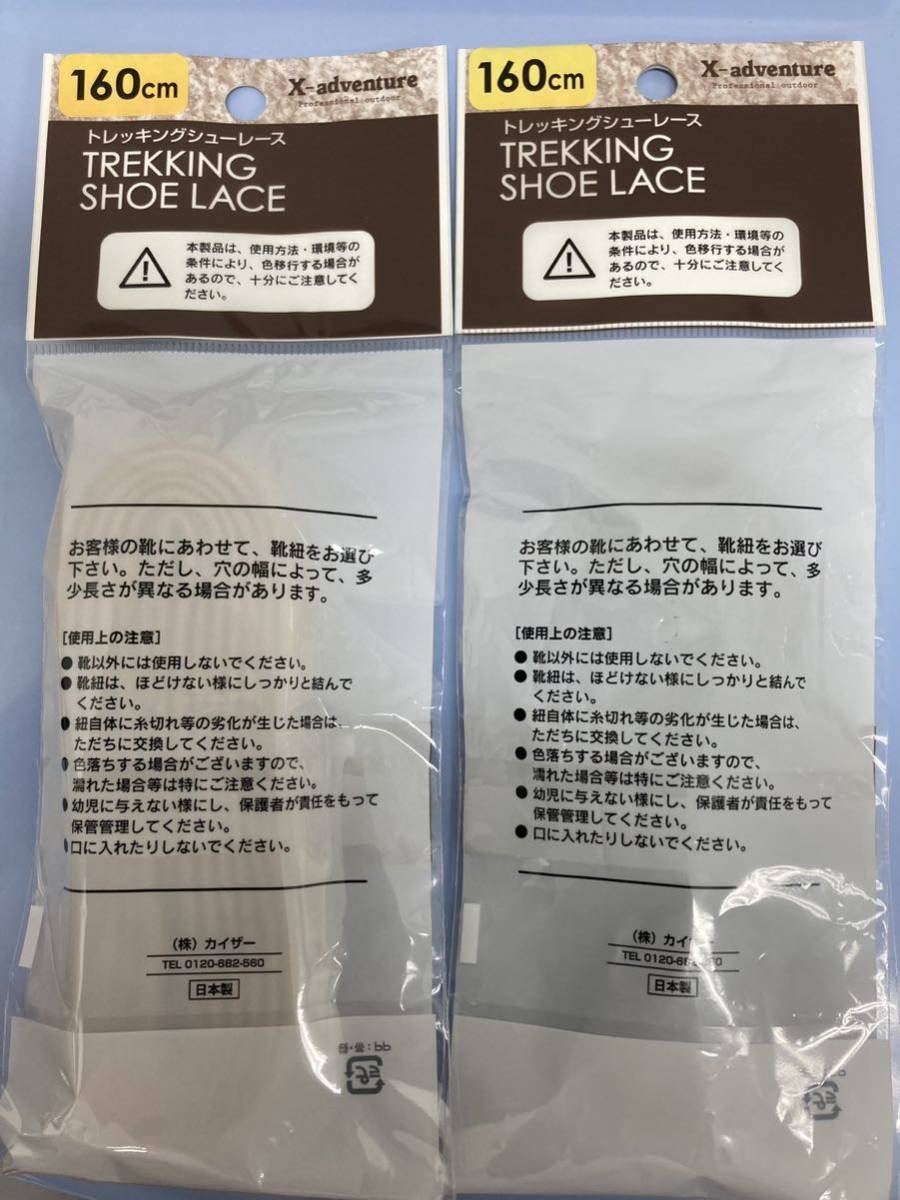 160cm
X-adventure
Professional outdoor
トレッキングシューレース
TREKKING
SHOE LACE
本製品は、使用方法・環境等の
条件により、色移行する場合が
あるので、十分にご注意してく
ださい。
お客様の靴にあわせて、靴紐をお選び
下さい。ただし、穴の幅によって、多
少長さが異なる場合があります。
[使用上の注意]
● 靴以外には使用しないでください。
● 靴紐は、ほどけない様にしっかりと結んで
ください。
● 紐自体に糸切れ等の劣化が生じた場合は、
ただちに交換してください。
● 色落ちする場合がございますので、
濡れた場合等は特にご注意ください。
● 幼児に与えない様にし、保護者が責任をもって
保管管理してください。
● 口に入れたりしないでください。
(株) カイザー
TEL 0120-682-560
日本製
プラ
160cm
X-adventure
Professional outdoor
トレッキングシューレース
TREKKING
SHOE LACE
本製品は、使用方法・環境等の
条件により、色移行する場合が
あるので、十分にご注意してく
ださい。
お客様の靴にあわせて、靴紐をお選び
下さい。ただし、穴の幅によって、多
少長さが異なる場合があります。
[使用上の注意]
● 靴以外には使用しないでください。
● 靴紐は、ほどけない様にしっかりと結んで
ください。
● 紐自体に糸切れ等の劣化が生じた場合は、
ただちに交換してください。
● 色落ちする場合がございますので、
濡れた場合等は特にご注意ください。
● 幼児に与えない様にし、保護者が責任をもって
保管管理してください。
● 口に入れたりしないでください。
(株) カイザー
TEL
日本製
プラ